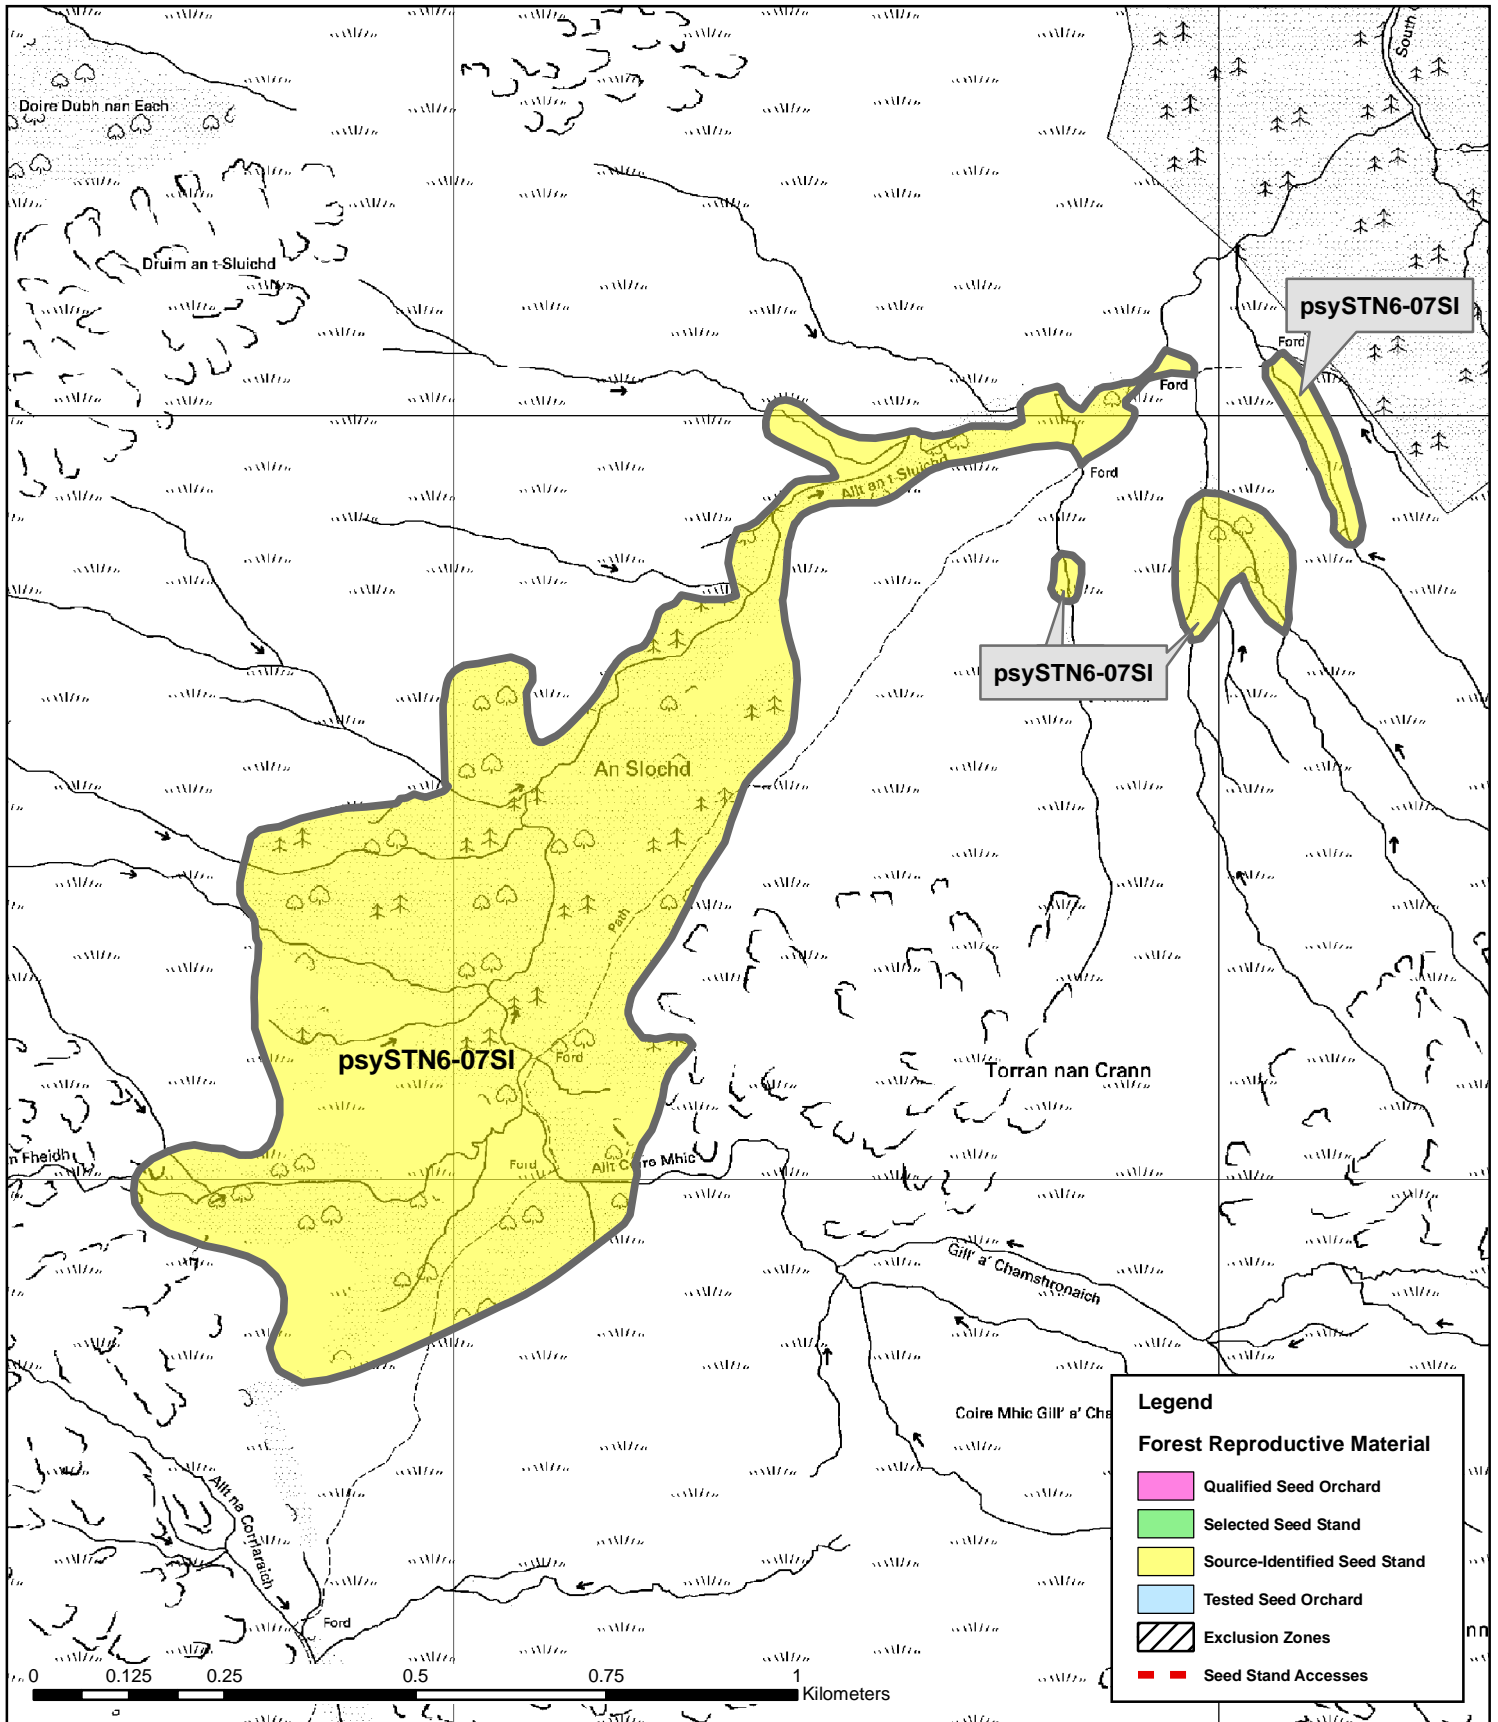 South
Doire Dubh nan Each
Druim an t-Sluichd
psySTN6-07SI
Ford
Ford
Allt an t-Sluichd
Ford
psySTN6-07SI
An Slochd
Path
psySTN6-07SI
Ford
Torran nan Crann
Fheidh
Ford
Allt Mhic
Gill' a' Chamshronaich
Coire Mhic Gill' a' Cha
Allt na Corrlaraich
Ford
Legend
Forest Reproductive Material
Qualified Seed Orchard
Selected Seed Stand
Source-Identified Seed Stand
Tested Seed Orchard
Exclusion Zones
Seed Stand Accesses
0 0.125 0.25 0.5 0.75 1
Kilometers